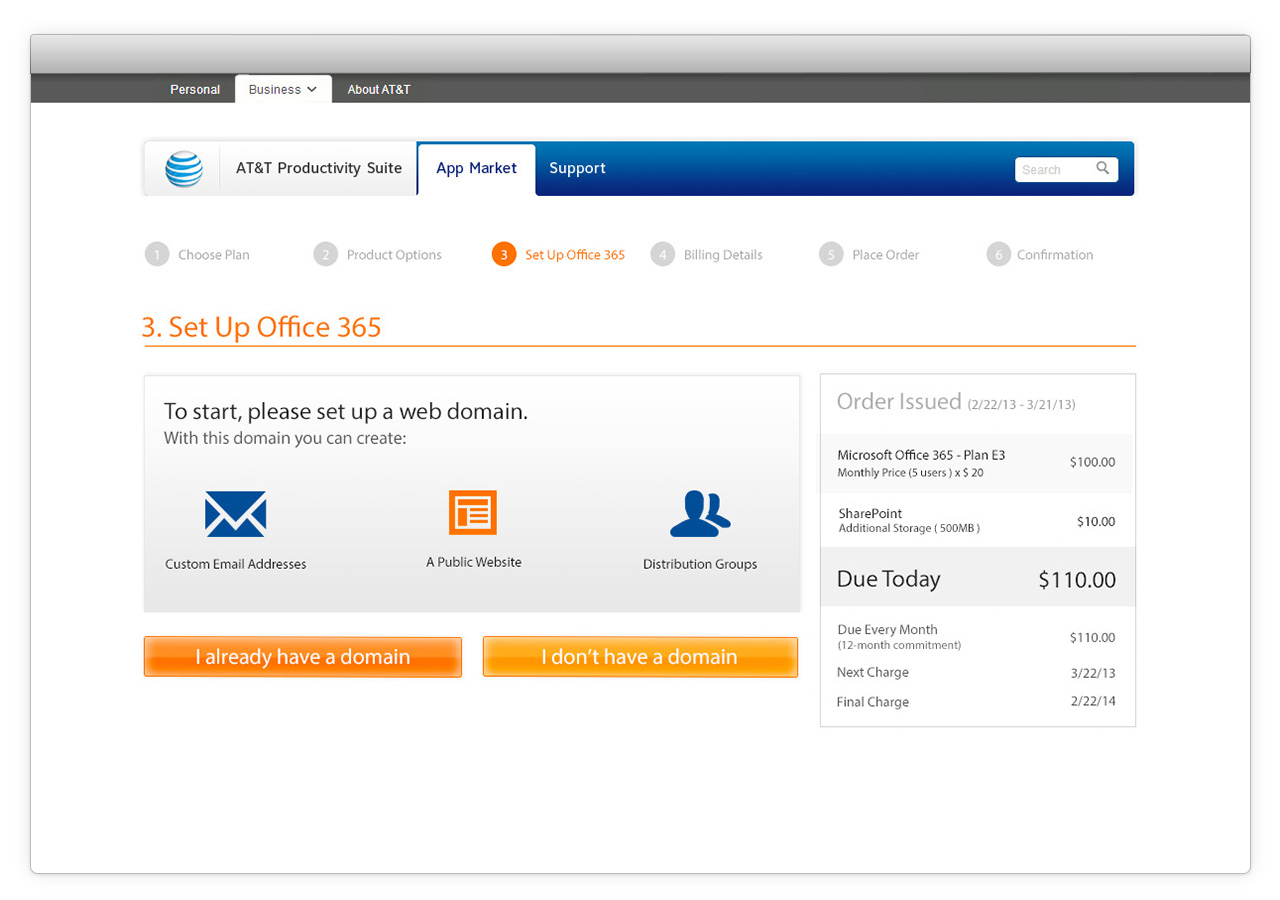 Personal Business About AT&T
AT&T Productivity Suite App Market Support Search
1 Choose Plan 2 Product Options 3 Set Up Office 365 4 Billing Details 5 Place Order 6 Confirmation
3. Set Up Office 365
To start, please set up a web domain.
With this domain you can create:
Custom Email Addresses A Public Website Distribution Groups
I already have a domain I don't have a domain
Order Issued (2/22/13 - 3/21/13)
Microsoft Office 365 - Plan E3 $100.00
Monthly Price (5 users ) x $ 20
SharePoint $10.00
Additional Storage ( 500MB )
Due Today $110.00
Due Every Month $110.00
(12-month commitment)
Next Charge 3/22/13
Final Charge 2/22/14